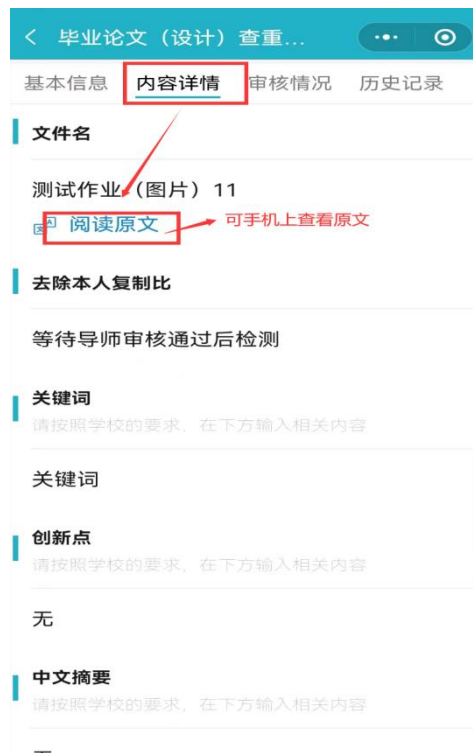 毕业论文（设计）查重...
基本信息 内容详情 审核情况 历史记录
文件名
测试作业（图片）11
阅读原文 可手机上查看原文
去除本人复制比
等待导师审核通过后检测
关键词
请按照学校的要求，在下方输入相关内容
关键词
创新点
请按照学校的要求，在下方输入相关内容
无
中文摘要
请按照学校的要求，在下方输入相关内容